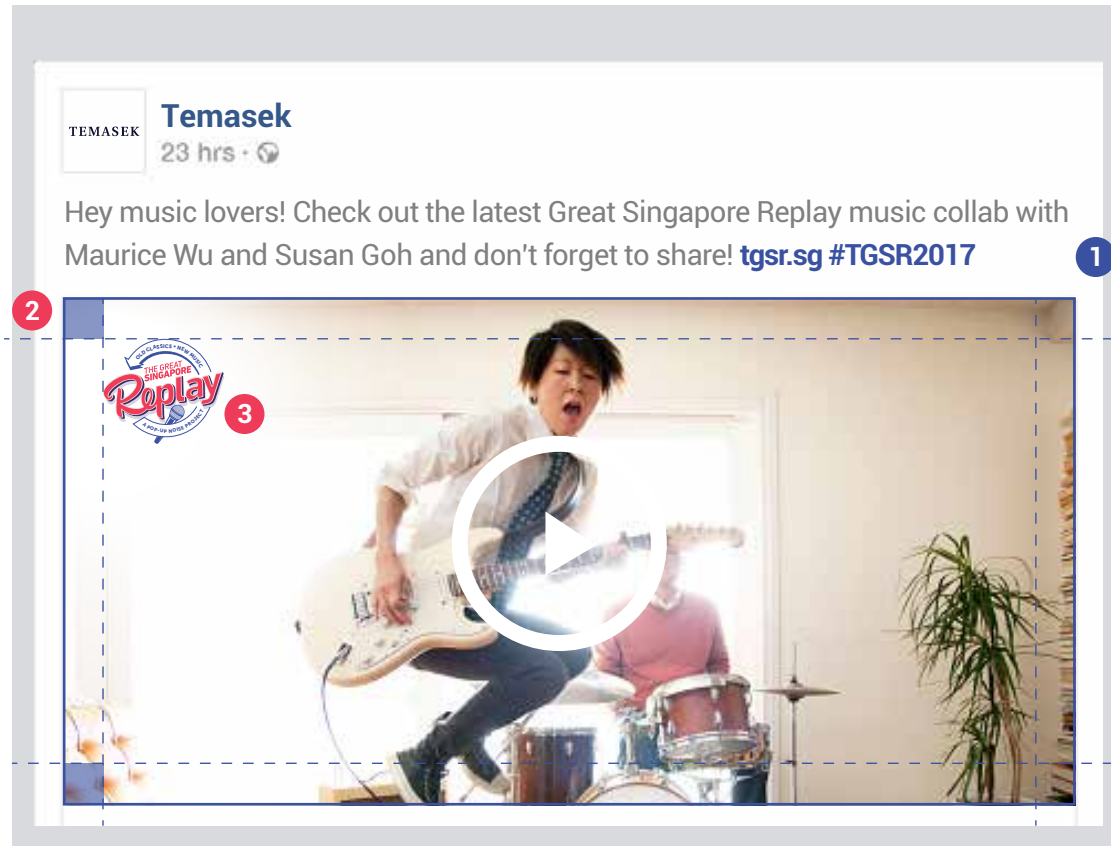 TEMASEK
Temasek
23 hrs ·
Hey music lovers! Check out the latest Great Singapore Replay music collab with
Maurice Wu and Susan Goh and don't forget to share! tgsr.sg #TGSR2017
1
2
OLD CLASSICS • NEW MUSIC
THE GREAT
SINGAPORE
Replay
A POP-UP NOISE PROJECT
3